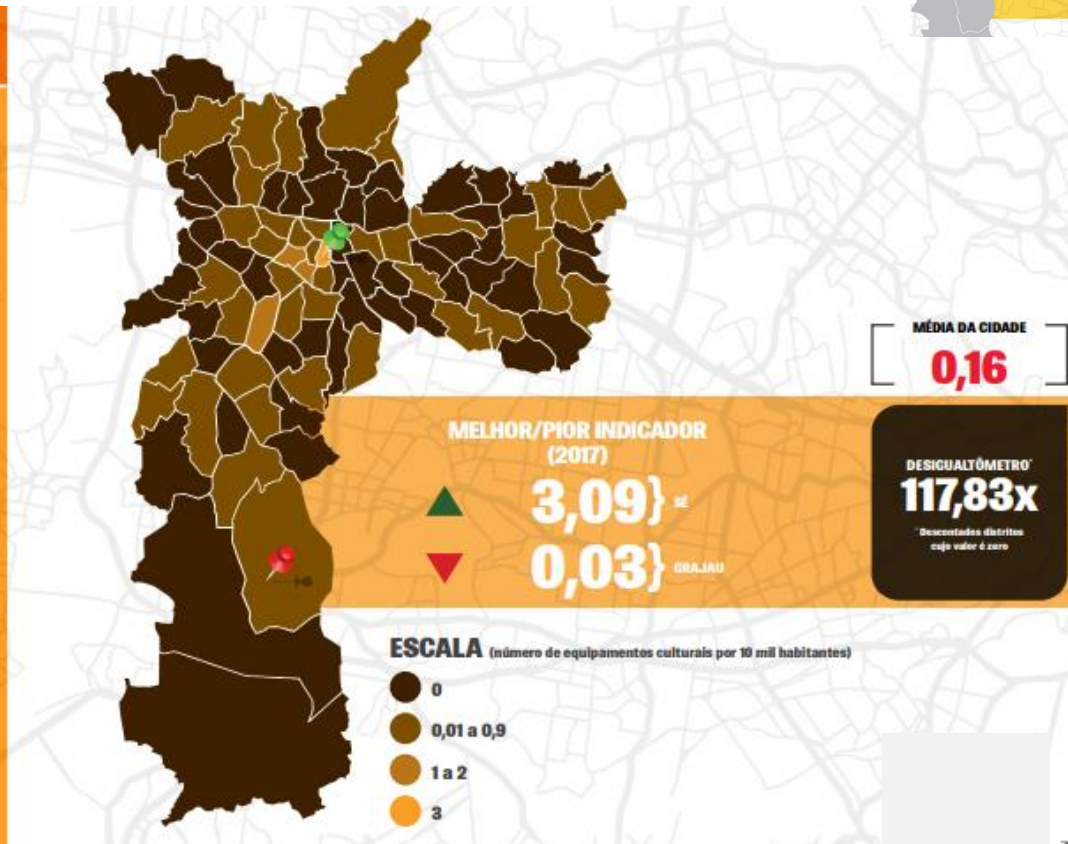 MÉDIA DA CIDADE
0,16
MELHOR/PIOR INDICADOR
(2017)
3,09} SÉ
0,03} GRAJAU
DESIGUALTÔMETRO*
117,83x
*Descontados distritos
cujo valor é zero
ESCALA (número de equipamentos culturais por 10 mil habitantes)
0
0,01 a 0,9
1 a 2
3